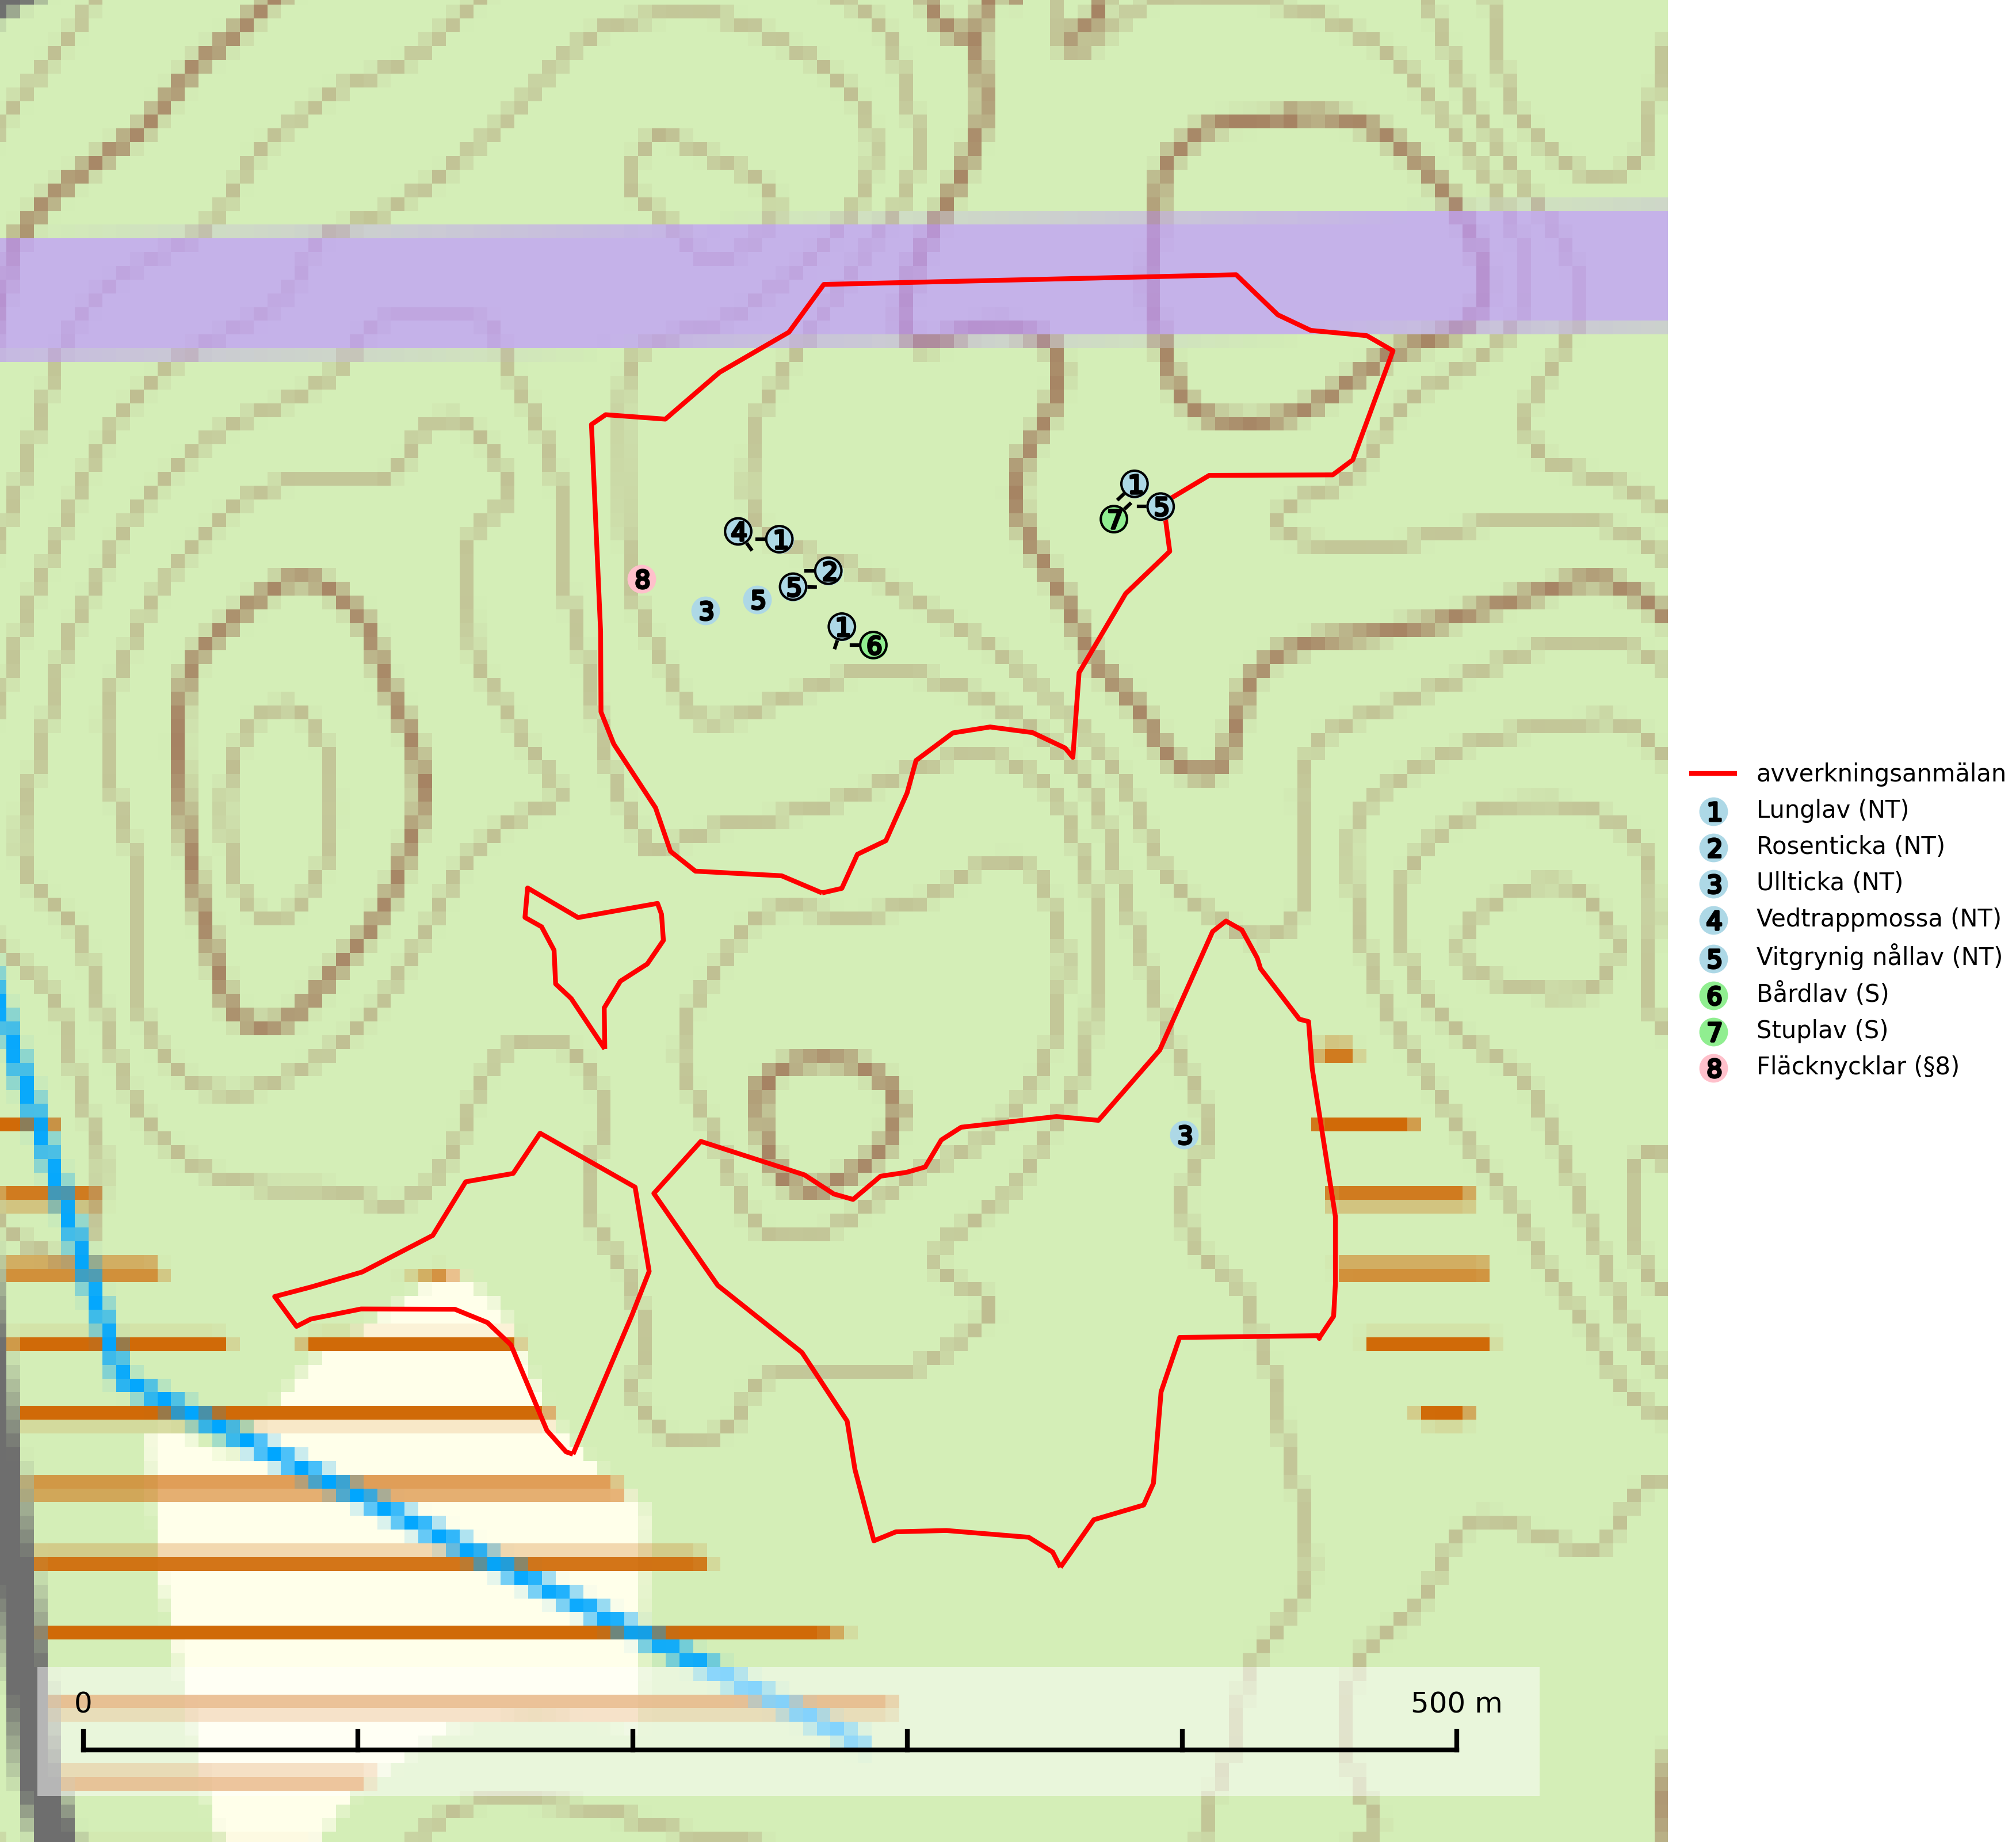 1
5
7
4
1
2
8
5
3
5
1
6
3
avverkningsanmälan
1 Lunglav (NT)
2 Rosenticka (NT)
3 Ullticka (NT)
4 Vedtrappmossa (NT)
5 Vitgrynig nållav (NT)
6 Bårdlav (S)
7 Stuplav (S)
8 Fläcknycklar (§8)
0 500 m